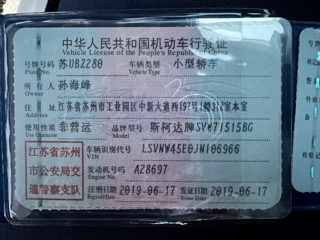 中华人民共和国机动车行驶证
Vehicle License of the People's Republic of China
号牌号码 苏UBZ280 车辆类型 小型轿车
Plate No. Vehicle Type
所有人 孙海峰
Owner
住址 江苏省苏州市工业园区中新大道西197号1幢312室本室
Address
使用性质 非营运 品牌型号 斯柯达牌SVW71515BG
Use Character Model
江苏省苏州市公安局交通警察支队
车辆识别代号 LSVNW45E0JN106966
VIN
发动机号码 A28697
Engine No.
注册日期 2019-06-17 发证日期 2019-06-17
Register Date Issue Date